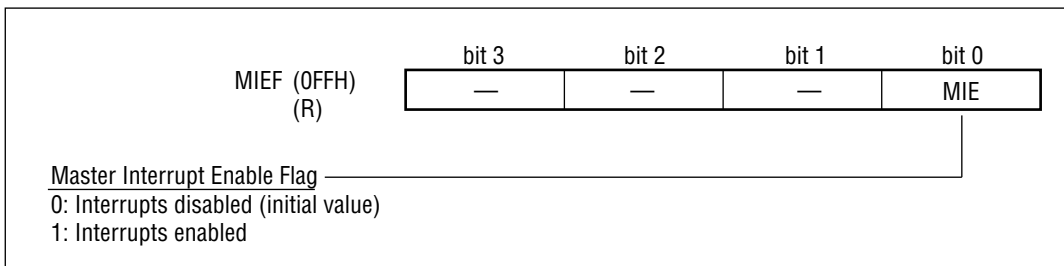 bit 3 bit 2 bit 1 bit 0
MIEF (0FFH) — — — MIE
(R)
Master Interrupt Enable Flag
0: Interrupts disabled (initial value)
1: Interrupts enabled